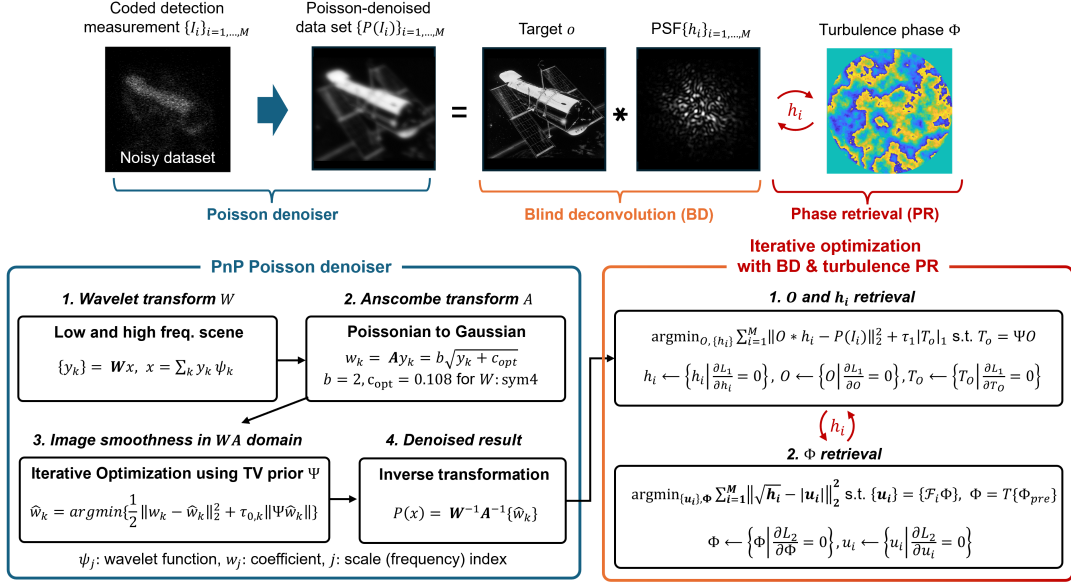 Coded detection
measurement {I_i}_{i=1,…,M}
Poisson-denoised
data set {P(I_i)}_{i=1,…,M}
Target o
PSF{h_i}_{i=1,…,M}
Turbulence phase Φ
Noisy dataset
=
*
h_i
Poisson denoiser
Blind deconvolution (BD)
Phase retrieval (PR)
PnP Poisson denoiser
1. Wavelet transform W
Low and high freq. scene
{y_k} = Wx, x = ∑_k y_k ψ_k
2. Anscombe transform A
Poissonian to Gaussian
w_k = Ay_k = b√(y_k + c_opt)
b = 2, c_opt = 0.108 for W: sym4
3. Image smoothness in WA domain
Iterative Optimization using TV prior Ψ
ŵ_k = argmin{1/2 ‖w_k − ŵ_k‖_2^2 + τ_{0,k}‖Ψŵ_k‖}
4. Denoised result
Inverse transformation
P(x) = W^{-1}A^{-1}{ŵ_k}
ψ_j: wavelet function, w_j: coefficient, j: scale (frequency) index
Iterative optimization
with BD & turbulence PR
1. O and h_i retrieval
argmin_{O,{h_i}} ∑_{i=1}^M ‖O * h_i − P(I_i)‖_2^2 + τ_1|T_o|_1 s.t. T_o = ΨO
h_i ← {h_i | ∂L_1/∂h_i = 0}, O ← {O | ∂L_1/∂O = 0}, T_O ← {T_O | ∂L_1/∂T_O = 0}
h_i
2. Φ retrieval
argmin_{{u_i},Φ} ∑_{i=1}^M ‖√h_i − |u_i|‖_2^2 s.t. {u_i} = {ℱ_iΦ}, Φ = T{Φ_pre}
Φ ← {Φ | ∂L_2/∂Φ = 0}, u_i ← {u_i | ∂L_2/∂u_i = 0}